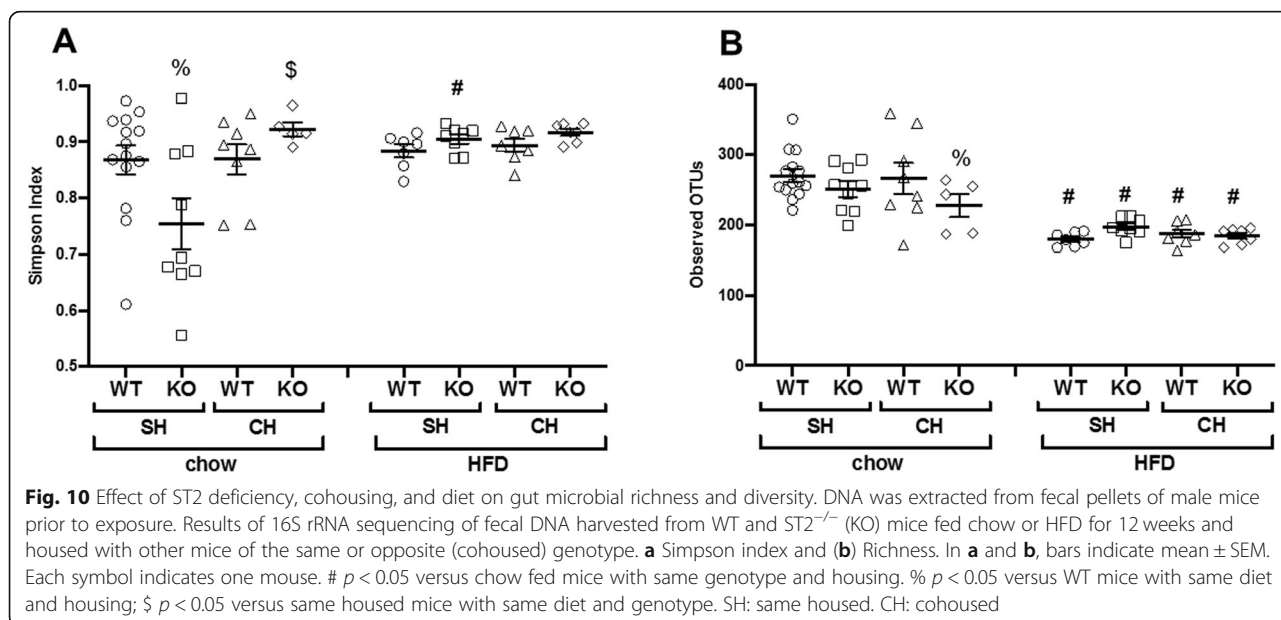 A
B
% $ #
1.0
0.9
0.8
0.7
0.6
0.5
Simpson Index
WT KO WT KO WT KO WT KO
SH CH SH CH
chow HFD
400
300
200
100
0
Observed OTUs
% # # # #
WT KO WT KO WT KO WT KO
SH CH SH CH
chow HFD
Fig. 10 Effect of ST2 deficiency, cohousing, and diet on gut microbial richness and diversity. DNA was extracted from fecal pellets of male mice
prior to exposure. Results of 16S rRNA sequencing of fecal DNA harvested from WT and ST2−/− (KO) mice fed chow or HFD for 12 weeks and
housed with other mice of the same or opposite (cohoused) genotype. a Simpson index and (b) Richness. In a and b, bars indicate mean ± SEM.
Each symbol indicates one mouse. # p < 0.05 versus chow fed mice with same genotype and housing. % p < 0.05 versus WT mice with same diet
and housing; $ p < 0.05 versus same housed mice with same diet and genotype. SH: same housed. CH: cohoused